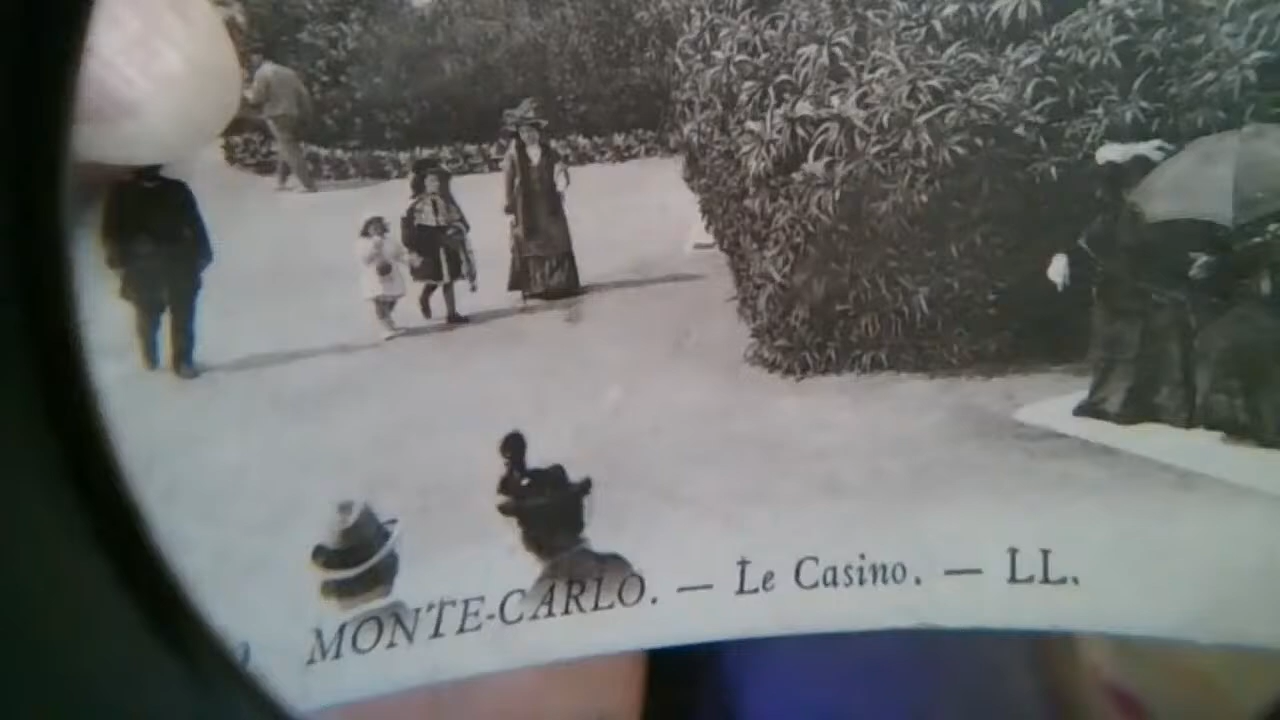 MONTE-CARLO. — Le Casino. — LL.